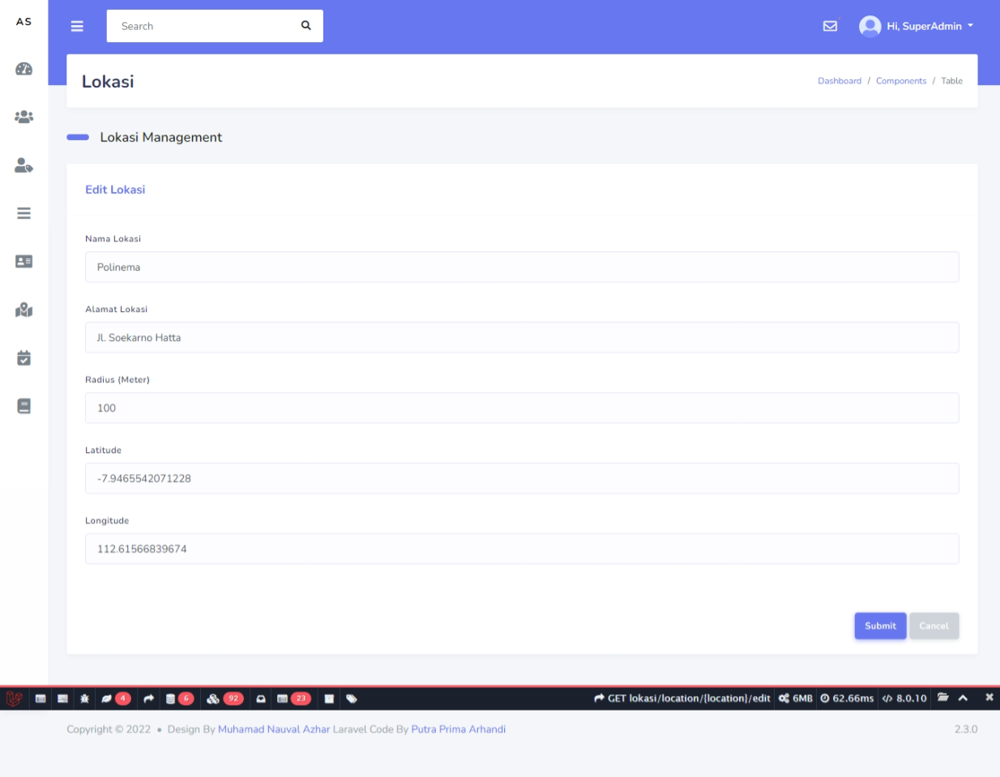 AS
Search
Hi, SuperAdmin
Lokasi
Dashboard / Components / Table
Lokasi Management
Edit Lokasi
Nama Lokasi
Polinema
Alamat Lokasi
Jl. Soekarno Hatta
Radius (Meter)
100
Latitude
-7.9465542071228
Longitude
112.61566839674
Submit Cancel
4 6 92 23 GET lokasi/location/{location}/edit 6MB 62.66ms </> 8.0.10
Copyright © 2022 • Design By Muhamad Nauval Azhar Laravel Code By Putra Prima Arhandi 2.3.0